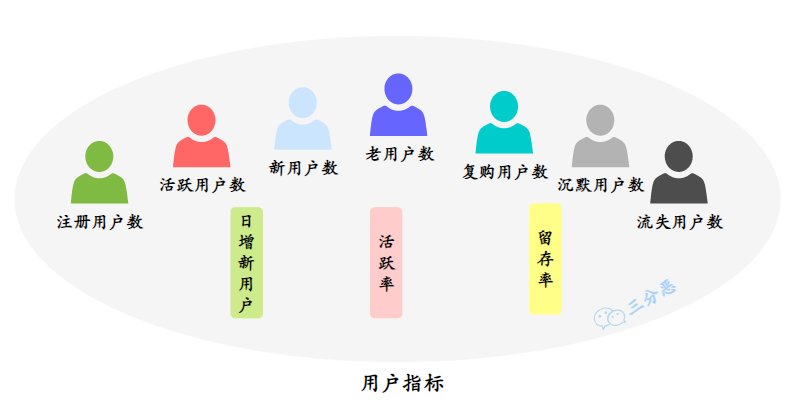 注册用户数
活跃用户数
新用户数
老用户数
复购用户数
沉默用户数
流失用户数
日增新用户
活跃率
留存率
三分恶
用户指标